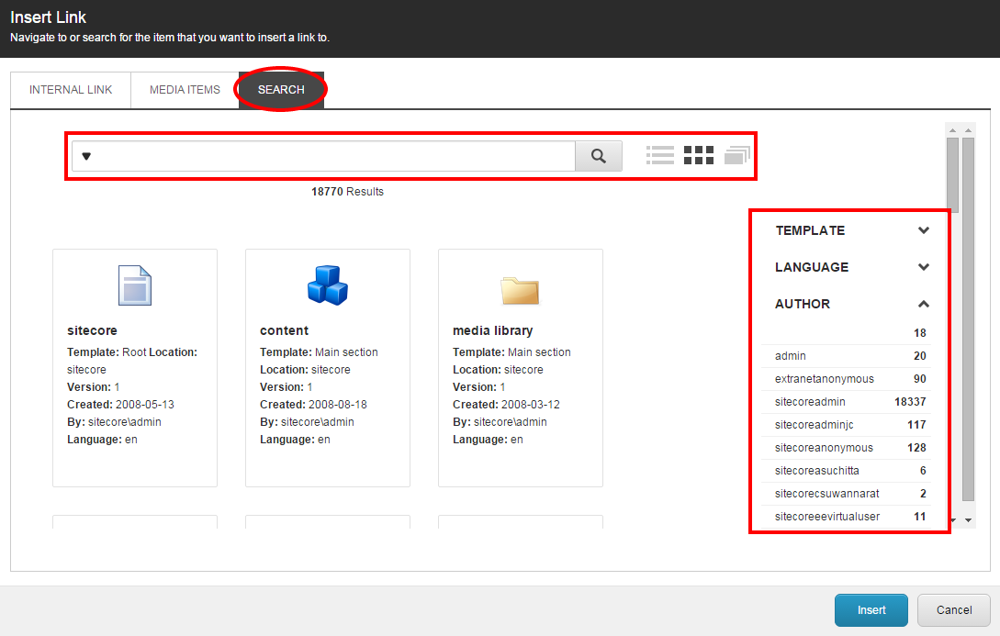 Insert Link
Navigate to or search for the item that you want to insert a link to.
INTERNAL LINK
MEDIA ITEMS
SEARCH
18770 Results
sitecore
Template: Root Location:
sitecore
Version: 1
Created: 2008-05-13
By: sitecore\admin
Language: en
content
Template: Main section
Location: sitecore
Version: 1
Created: 2008-08-18
By: sitecore\admin
Language: en
media library
Template: Main section
Location: sitecore
Version: 1
Created: 2008-03-12
By: sitecore\admin
Language: en
TEMPLATE
LANGUAGE
AUTHOR
18
admin 20
extranetanonymous 90
sitecoreadmin 18337
sitecoreadminjc 117
sitecoreanonymous 128
sitecoreasuchitta 6
sitecorecsuwannarat 2
sitecoreeevirtualuser 11
Insert
Cancel